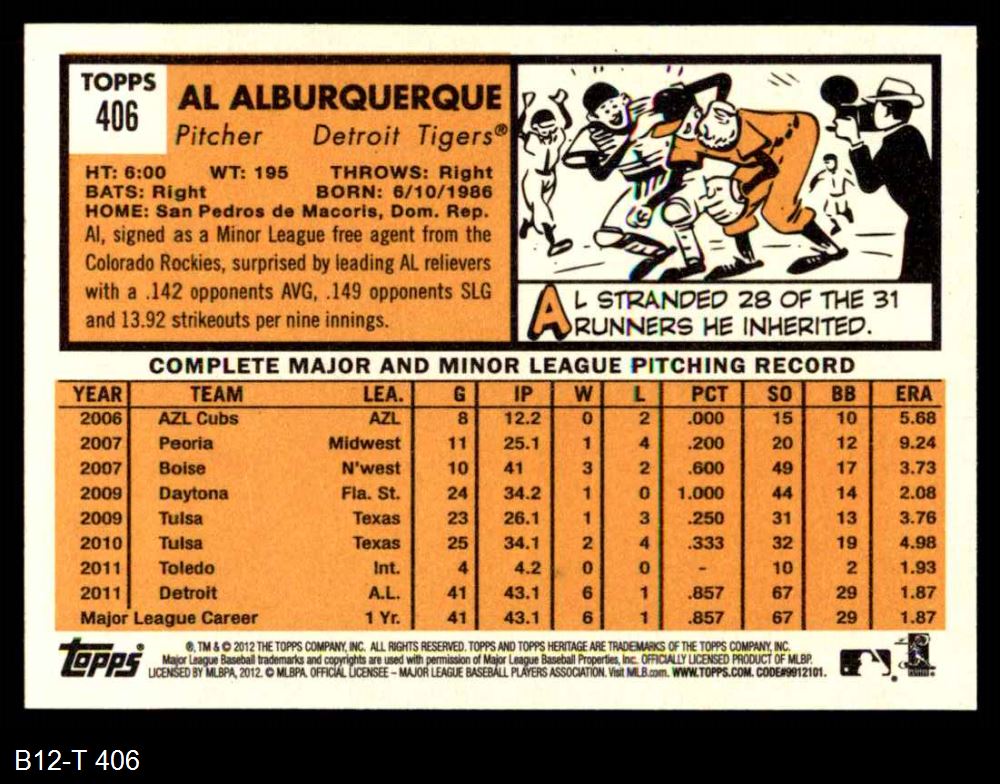 TOPPS
406
AL ALBURQUERQUE
Pitcher Detroit Tigers®
HT: 6:00 WT: 195 THROWS: Right
BATS: Right BORN: 6/10/1986
HOME: San Pedros de Macoris, Dom. Rep.
Al, signed as a Minor League free agent from the
Colorado Rockies, surprised by leading AL relievers
with a .142 opponents AVG, .149 opponents SLG
and 13.92 strikeouts per nine innings.
AL STRANDED 28 OF THE 31
RUNNERS HE INHERITED.
COMPLETE MAJOR AND MINOR LEAGUE PITCHING RECORD
YEAR TEAM LEA. G IP W L PCT SO BB ERA
2006 AZL Cubs AZL 8 12.2 0 2 .000 15 10 5.68
2007 Peoria Midwest 11 25.1 1 4 .200 20 12 9.24
2007 Boise N'west 10 41 3 2 .600 49 17 3.73
2009 Daytona Fla. St. 24 34.2 1 0 1.000 44 14 2.08
2009 Tulsa Texas 23 26.1 1 3 .250 31 13 3.76
2010 Tulsa Texas 25 34.1 2 4 .333 32 19 4.98
2011 Toledo Int. 4 4.2 0 0 - 10 2 1.93
2011 Detroit A.L. 41 43.1 6 1 .857 67 29 1.87
Major League Career 1 Yr. 41 43.1 6 1 .857 67 29 1.87
Topps®
®, TM & © 2012 THE TOPPS COMPANY, INC. ALL RIGHTS RESERVED. TOPPS AND TOPPS HERITAGE ARE TRADEMARKS OF THE TOPPS COMPANY, INC.
Major League Baseball trademarks and copyrights are used with permission of Major League Baseball Properties, Inc. OFFICIALLY LICENSED PRODUCT OF MLBP.
LICENSED BY MLBPA, 2012. © MLBPA. OFFICIAL LICENSEE – MAJOR LEAGUE BASEBALL PLAYERS ASSOCIATION. Visit MLB.com. WWW.TOPPS.COM. CODE#9912101.
B12-T 406